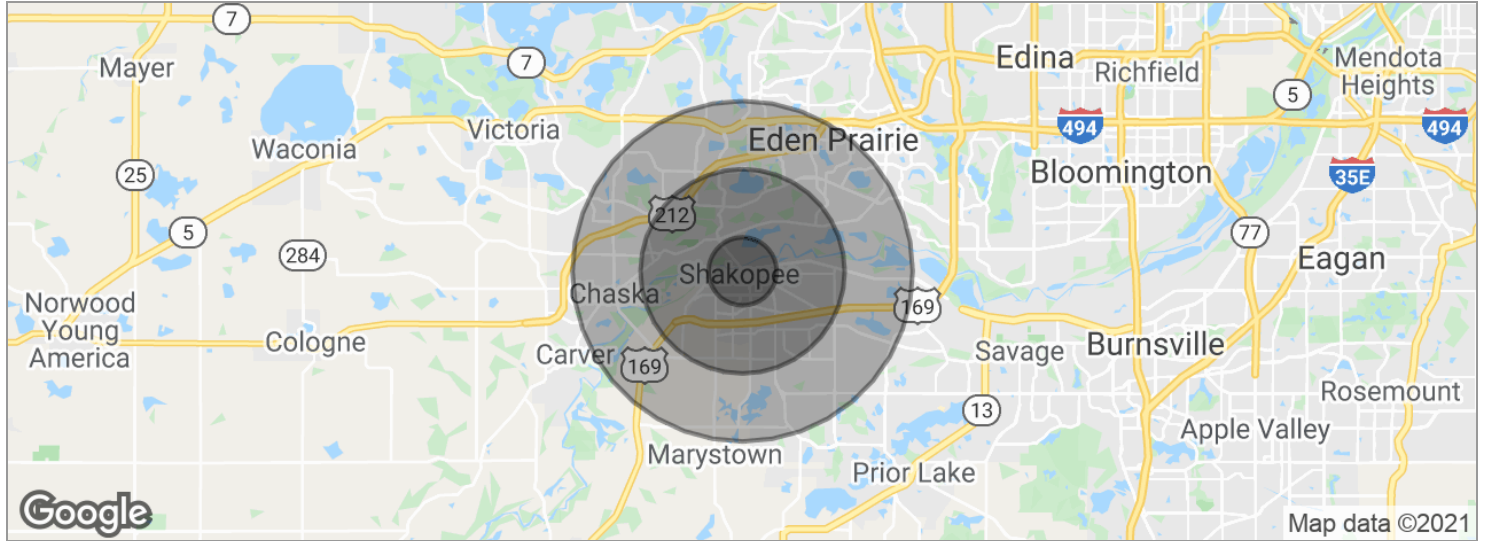 7
Mayer
7
Edina
Richfield
Mendota
Heights
5
Victoria
494
494
Waconia
Eden Prairie
Bloomington
25
35E
212
5
77
284
Eagan
Shakopee
Chaska
169
Norwood
Young
America
Cologne
Carver
169
Savage
Burnsville
Rosemount
13
Apple Valley
Marystown
Prior Lake
Google
Map data ©2021